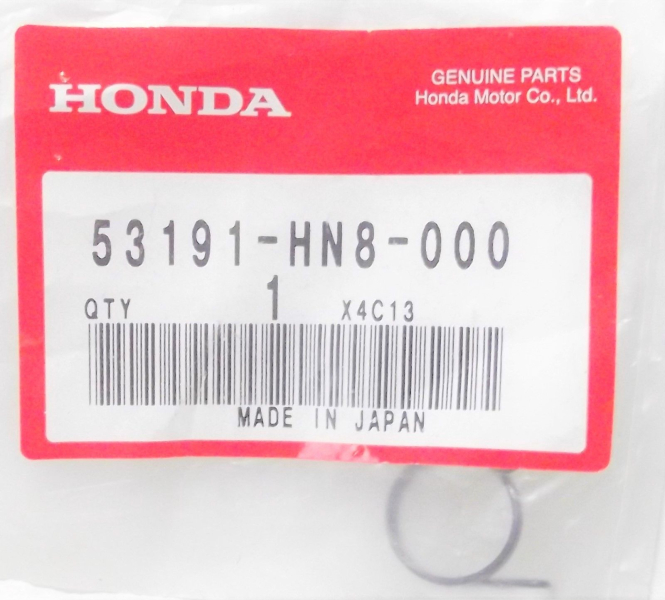 HONDA
GENUINE PARTS
Honda Motor Co., Ltd.
53191-HN8-000
QTY 1 X4C13
MADE IN JAPAN